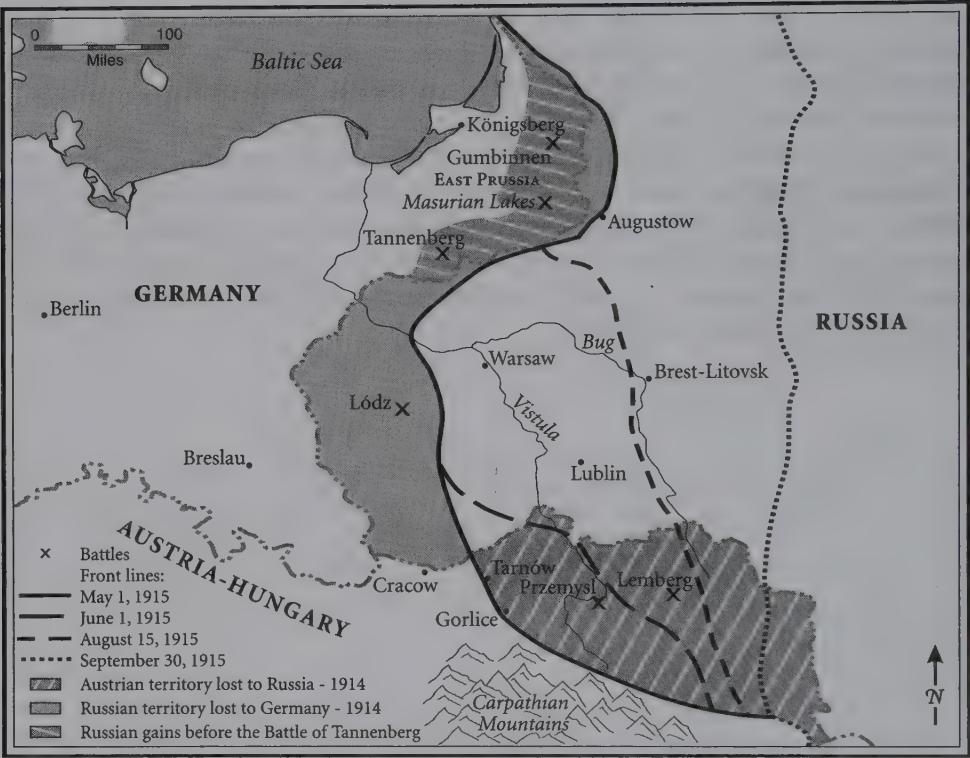 0 100
Miles
Baltic Sea
Königsberg
Gumbinnen
EAST PRUSSIA
Masurian Lakes
Augustow
Tannenberg
GERMANY
Berlin
RUSSIA
Bug
Warsaw
Brest-Litovsk
Lódz
Vistula
Breslau
Lublin
AUSTRIA-HUNGARY
Tarnów
Przemysl
Lemberg
Cracow
Gorlice
Carpathian
Mountains
Battles
Front lines:
May 1, 1915
June 1, 1915
August 15, 1915
September 30, 1915
Austrian territory lost to Russia - 1914
Russian territory lost to Germany - 1914
Russian gains before the Battle of Tannenberg
N